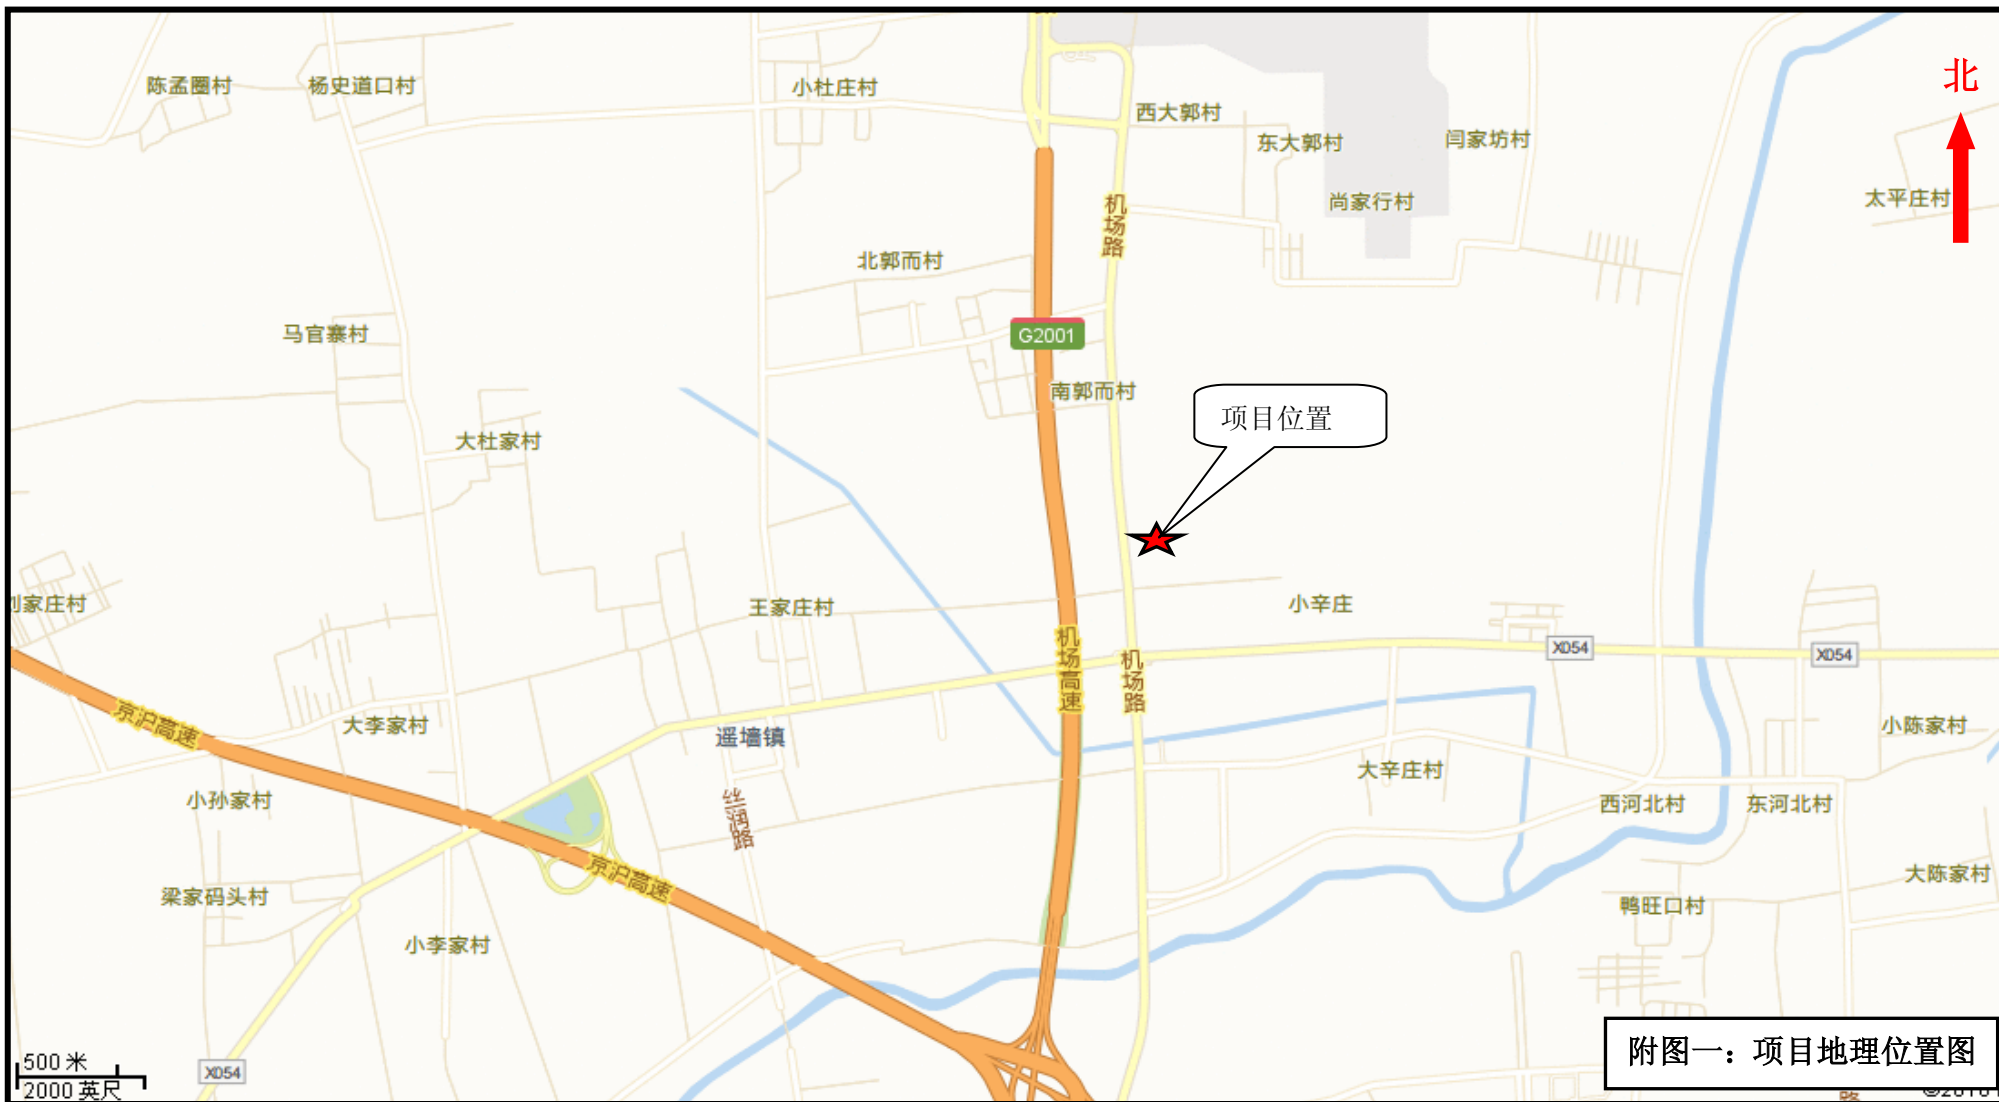 北
陈孟圈村
杨史道口村
小杜庄村
西大郭村
东大郭村
闫家坊村
太平庄村
尚家行村
机场路
北郭而村
马官寨村
G2001
南郭而村
项目位置
大杜家村
刘家庄村
王家庄村
小辛庄
机场高速
机场路
X054
X054
京沪高速
大李家村
遥墙镇
小陈家村
大辛庄村
小孙家村
丝润路
西河北村
东河北村
京沪高速
大陈家村
梁家码头村
鸭旺口村
小李家村
附图一：项目地理位置图
500 米
2000 英尺
X054
路